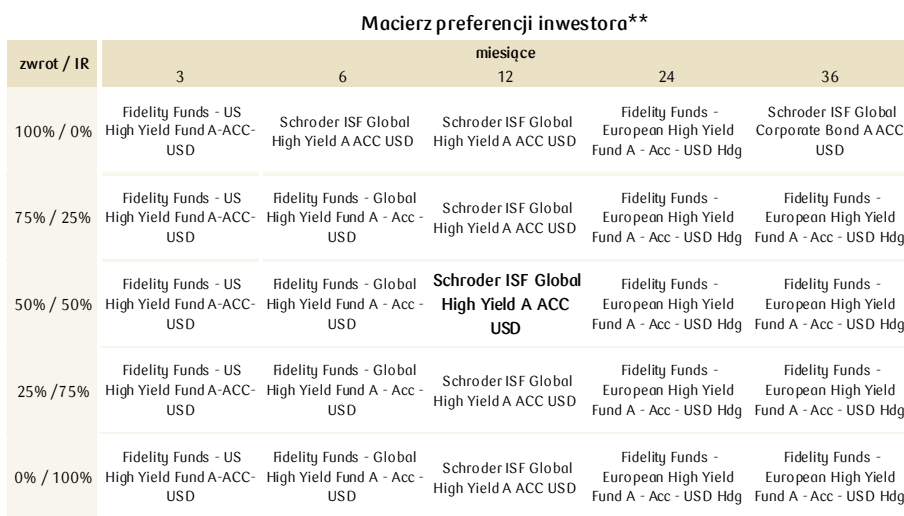 Macierz preferencji inwestora**
zwrot / IR
miesiące
3 6 12 24 36
100% / 0%
Fidelity Funds - US
High Yield Fund A-ACC-
USD
Schroder ISF Global
High Yield A ACC USD
Schroder ISF Global
High Yield A ACC USD
Fidelity Funds -
European High Yield
Fund A - Acc - USD Hdg
Schroder ISF Global
Corporate Bond A ACC
USD
75% / 25%
Fidelity Funds - US
High Yield Fund A-ACC-
USD
Fidelity Funds - Global
High Yield Fund A - Acc -
USD
Schroder ISF Global
High Yield A ACC USD
Fidelity Funds -
European High Yield
Fund A - Acc - USD Hdg
Fidelity Funds -
European High Yield
Fund A - Acc - USD Hdg
50% / 50%
Fidelity Funds - US
High Yield Fund A-ACC-
USD
Fidelity Funds - Global
High Yield Fund A - Acc -
USD
Schroder ISF Global
High Yield A ACC
USD
Fidelity Funds -
European High Yield
Fund A - Acc - USD Hdg
Fidelity Funds -
European High Yield
Fund A - Acc - USD Hdg
25% /75%
Fidelity Funds - US
High Yield Fund A-ACC-
USD
Fidelity Funds - Global
High Yield Fund A - Acc -
USD
Schroder ISF Global
High Yield A ACC USD
Fidelity Funds -
European High Yield
Fund A - Acc - USD Hdg
Fidelity Funds -
European High Yield
Fund A - Acc - USD Hdg
0% / 100%
Fidelity Funds - US
High Yield Fund A-ACC-
USD
Fidelity Funds - Global
High Yield Fund A - Acc -
USD
Schroder ISF Global
High Yield A ACC USD
Fidelity Funds -
European High Yield
Fund A - Acc - USD Hdg
Fidelity Funds -
European High Yield
Fund A - Acc - USD Hdg